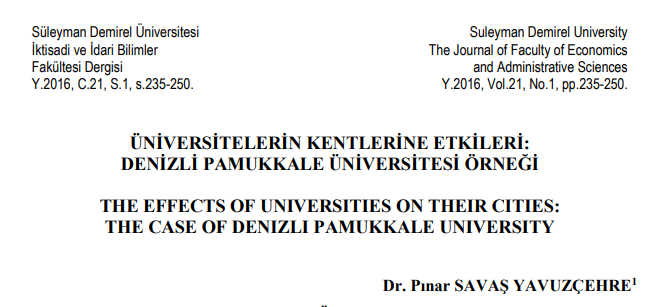 Süleyman Demirel Üniversitesi
İktisadi ve İdari Bilimler
Fakültesi Dergisi
Y.2016, C.21, S.1, s.235-250.
Suleyman Demirel University
The Journal of Faculty of Economics
and Administrative Sciences
Y.2016, Vol.21, No.1, pp.235-250.
ÜNİVERSİTELERİN KENTLERİNE ETKİLERİ:
DENİZLİ PAMUKKALE ÜNİVERSİTESİ ÖRNEĞİ
THE EFFECTS OF UNIVERSITIES ON THEIR CITIES:
THE CASE OF DENIZLI PAMUKKALE UNIVERSITY
Dr. Pınar SAVAŞ YAVUZÇEHRE¹